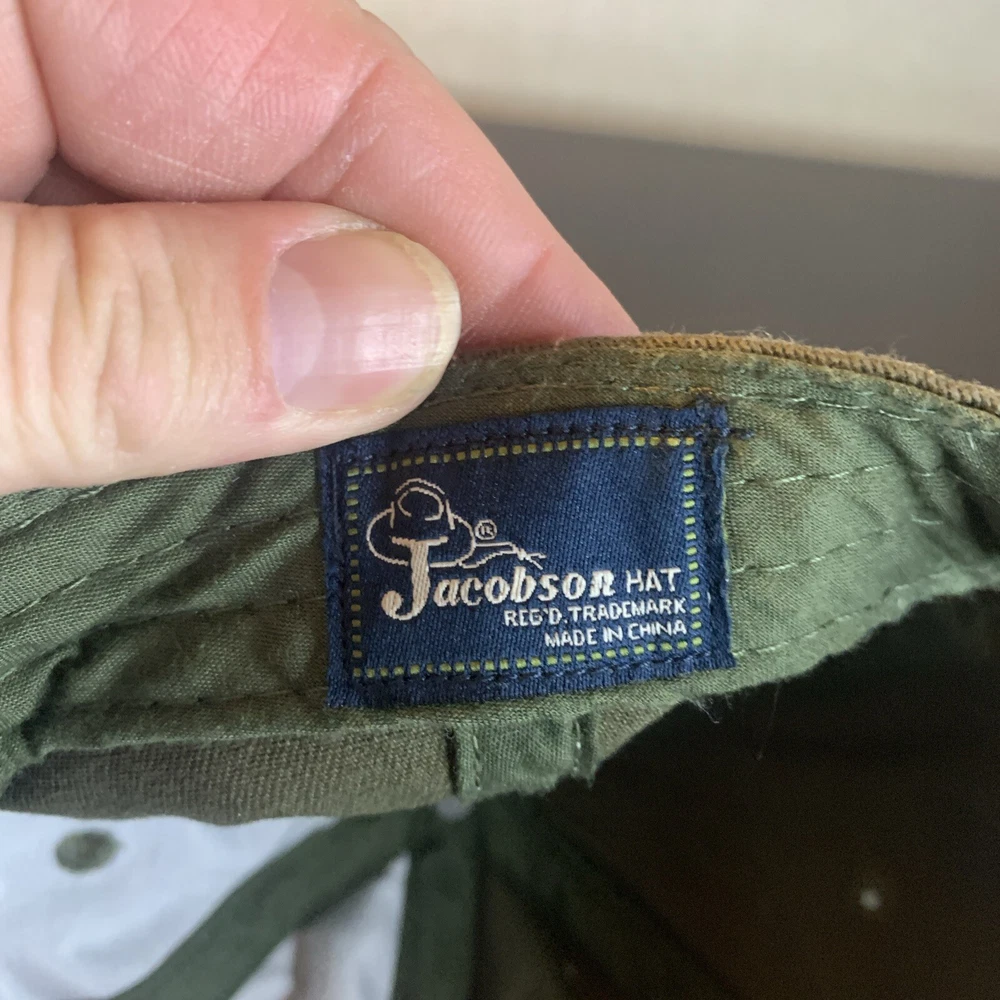 ®
Jacobson HAT
REG'D. TRADEMARK
MADE IN CHINA